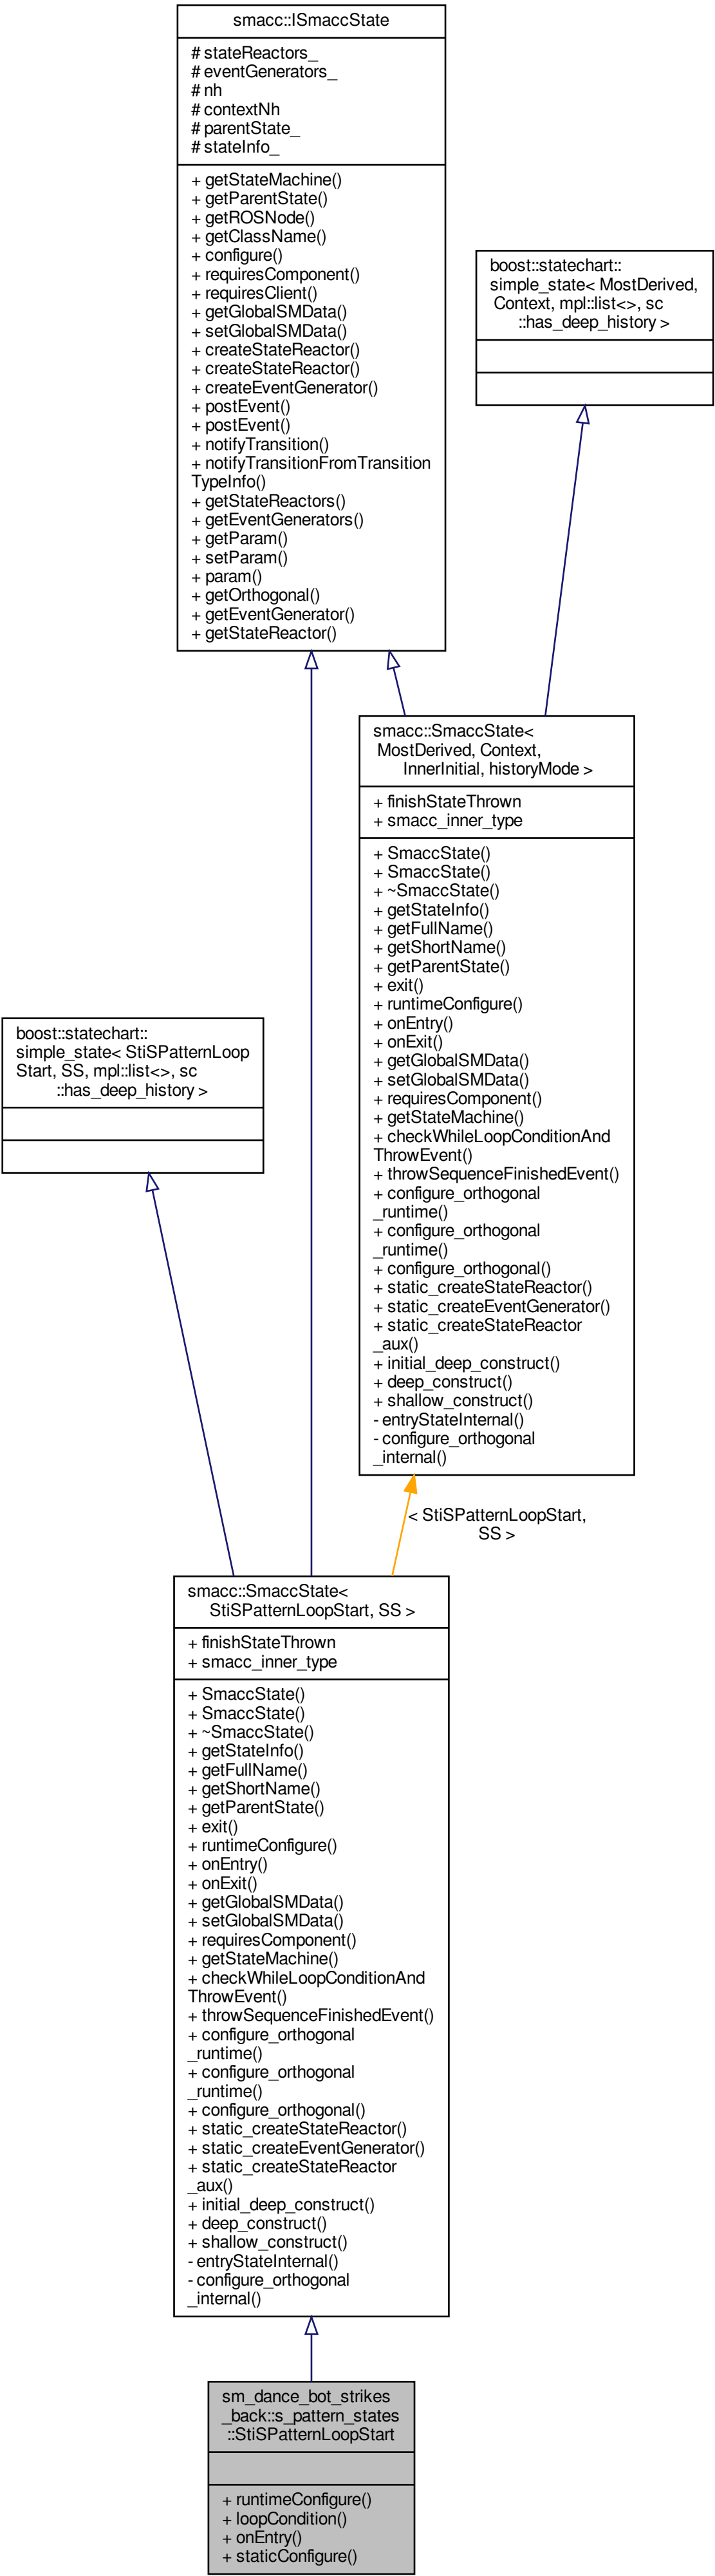 smacc::ISmaccState
# stateReactors_
# eventGenerators_
# nh
# contextNh
# parentState_
# stateInfo_
+ getStateMachine()
+ getParentState()
+ getROSNode()
+ getClassName()
+ configure()
+ requiresComponent()
+ requiresClient()
+ getGlobalSMData()
+ setGlobalSMData()
+ createStateReactor()
+ createStateReactor()
+ createEventGenerator()
+ postEvent()
+ postEvent()
+ notifyTransition()
+ notifyTransitionFromTransition
TypeInfo()
+ getStateReactors()
+ getEventGenerators()
+ getParam()
+ setParam()
+ param()
+ getOrthogonal()
+ getEventGenerator()
+ getStateReactor()
boost::statechart::
simple_state< MostDerived,
Context, mpl::list<>, sc
::has_deep_history >
smacc::SmaccState<
MostDerived, Context,
InnerInitial, historyMode >
+ finishStateThrown
+ smacc_inner_type
+ SmaccState()
+ SmaccState()
+ ~SmaccState()
+ getStateInfo()
+ getFullName()
+ getShortName()
+ getParentState()
+ exit()
+ runtimeConfigure()
+ onEntry()
+ onExit()
+ getGlobalSMData()
+ setGlobalSMData()
+ requiresComponent()
+ getStateMachine()
+ checkWhileLoopConditionAnd
ThrowEvent()
+ throwSequenceFinishedEvent()
+ configure_orthogonal
_runtime()
+ configure_orthogonal
_runtime()
+ configure_orthogonal()
+ static_createStateReactor()
+ static_createEventGenerator()
+ static_createStateReactor
_aux()
+ initial_deep_construct()
+ deep_construct()
+ shallow_construct()
- entryStateInternal()
- configure_orthogonal
_internal()
boost::statechart::
simple_state< StiSPatternLoop
Start, SS, mpl::list<>, sc
::has_deep_history >
< StiSPatternLoopStart,
SS >
smacc::SmaccState<
StiSPatternLoopStart, SS >
+ finishStateThrown
+ smacc_inner_type
+ SmaccState()
+ SmaccState()
+ ~SmaccState()
+ getStateInfo()
+ getFullName()
+ getShortName()
+ getParentState()
+ exit()
+ runtimeConfigure()
+ onEntry()
+ onExit()
+ getGlobalSMData()
+ setGlobalSMData()
+ requiresComponent()
+ getStateMachine()
+ checkWhileLoopConditionAnd
ThrowEvent()
+ throwSequenceFinishedEvent()
+ configure_orthogonal
_runtime()
+ configure_orthogonal
_runtime()
+ configure_orthogonal()
+ static_createStateReactor()
+ static_createEventGenerator()
+ static_createStateReactor
_aux()
+ initial_deep_construct()
+ deep_construct()
+ shallow_construct()
- entryStateInternal()
- configure_orthogonal
_internal()
sm_dance_bot_strikes
_back::s_pattern_states
::StiSPatternLoopStart
+ runtimeConfigure()
+ loopCondition()
+ onEntry()
+ staticConfigure()